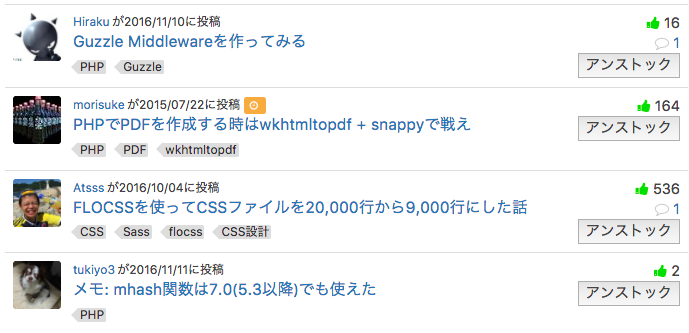 Hiraku が2016/11/10に投稿
16
Guzzle Middlewareを作ってみる
1
PHP Guzzle
アンストック
morisuke が2015/07/22に投稿
164
PHPでPDFを作成する時はwkhtmltopdf + snappyで戦え
アンストック
PHP PDF wkhtmltopdf
Atsss が2016/10/04に投稿
536
FLOCSSを使ってCSSファイルを20,000行から9,000行にした話
1
CSS Sass flocss CSS設計
アンストック
tukiyo3 が2016/11/11に投稿
2
メモ: mhash関数は7.0(5.3以降)でも使えた
アンストック
PHP